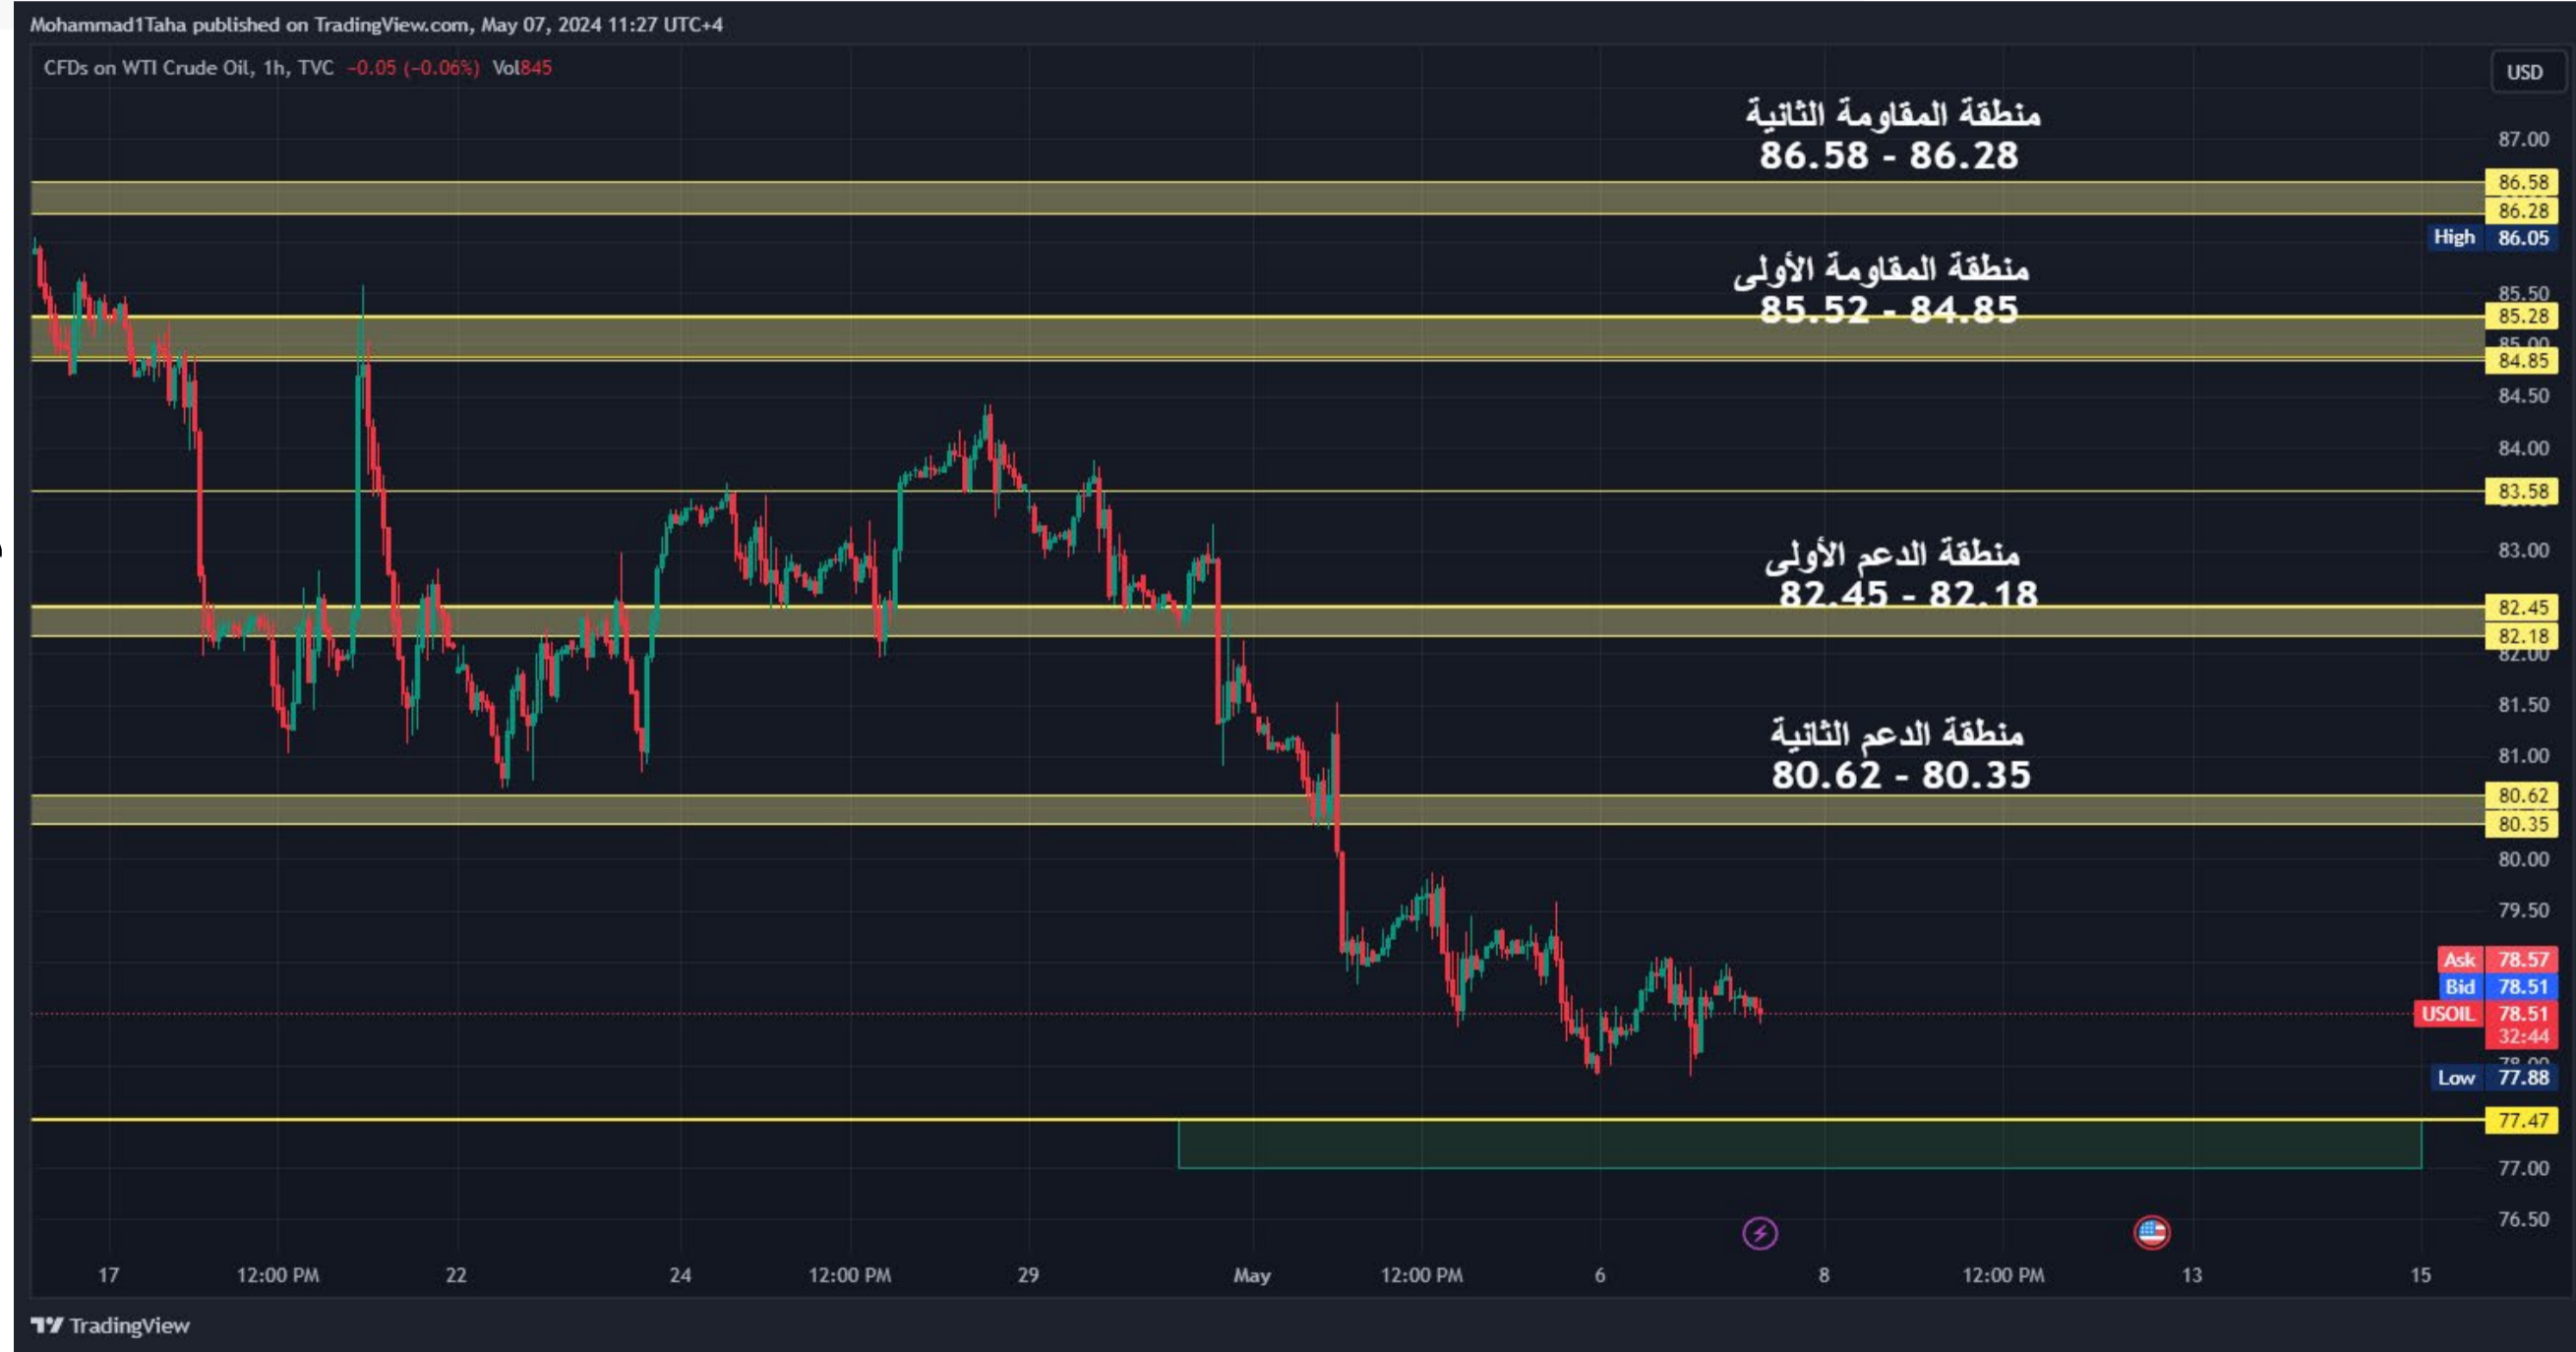 Mohammad1Taha published on TradingView.com, May 07, 2024 11:27 UTC+4
CFDs on WTI Crude Oil, 1h, TVC −0.05 (−0.06%) Vol845
USD
منطقة المقاومة الثانية
86.58 - 86.28
87.00
86.58
86.28
High 86.05
منطقة المقاومة الأولى
85.52 - 84.85
85.50
85.28
85.00
84.85
84.50
84.00
83.58
منطقة الدعم الأولى
82.45 - 82.18
83.00
82.45
82.18
82.00
81.50
منطقة الدعم الثانية
80.62 - 80.35
81.00
80.62
80.35
80.00
79.50
Ask 78.57
Bid 78.51
USOIL 78.51
32:44
78.00
Low 77.88
77.47
77.00
76.50
17 12:00 PM 22 24 12:00 PM 29 May 12:00 PM 6 8 12:00 PM 13 15
TradingView